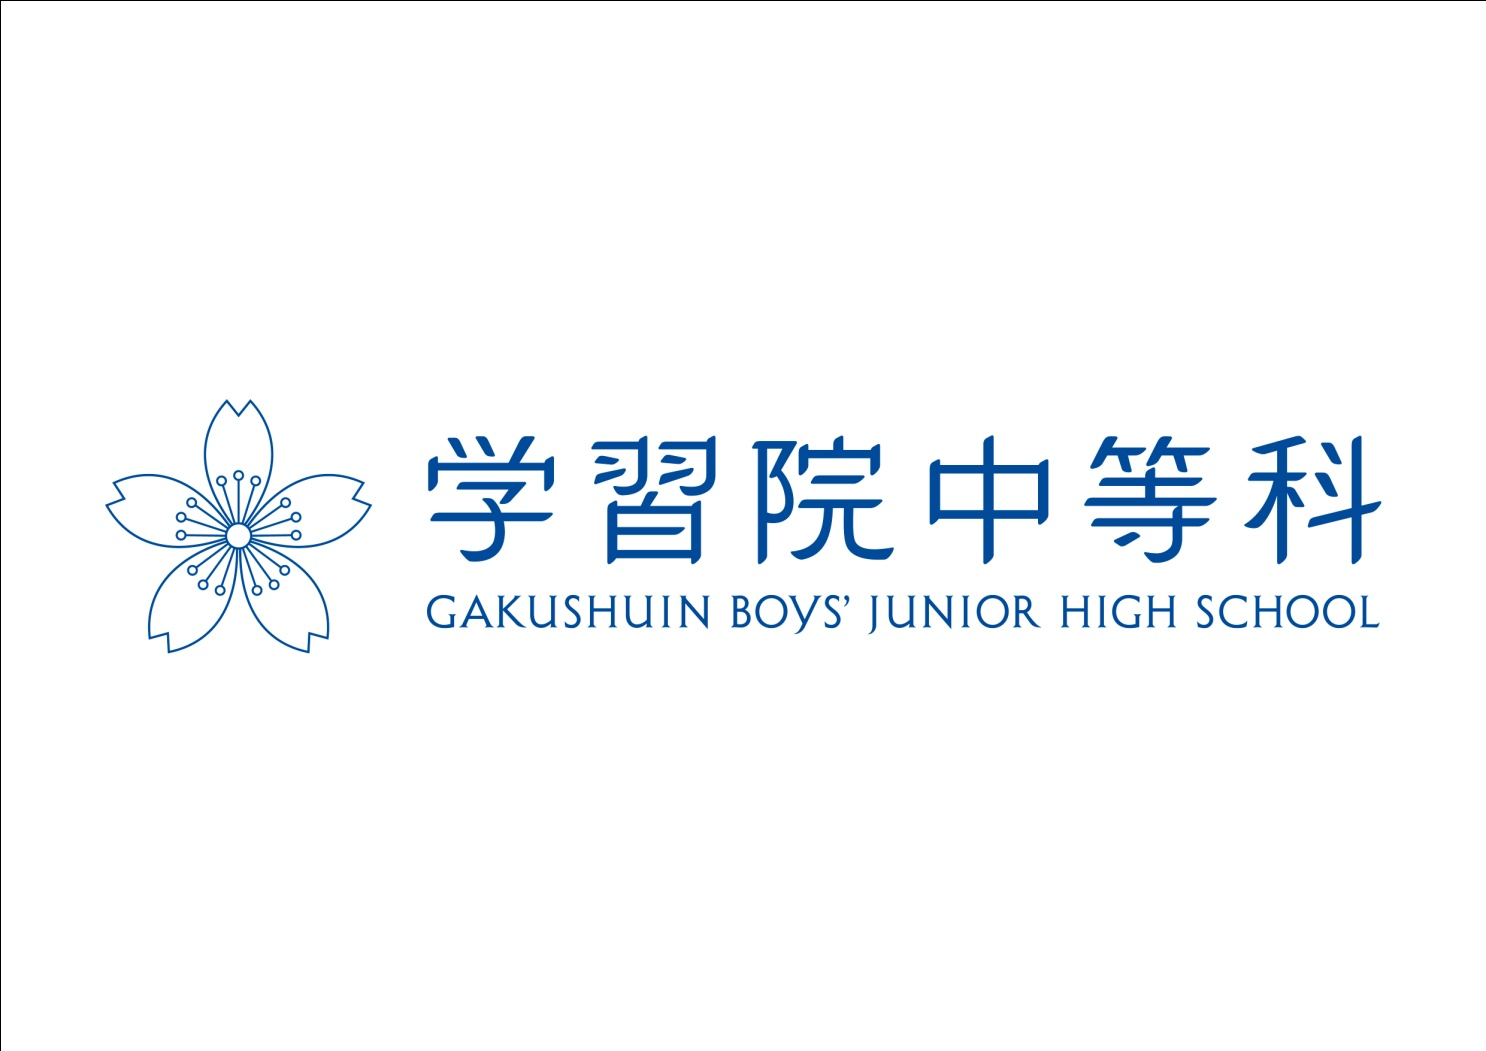 学習院中等科
GAKUSHUIN BOYS’ JUNIOR HIGH SCHOOL